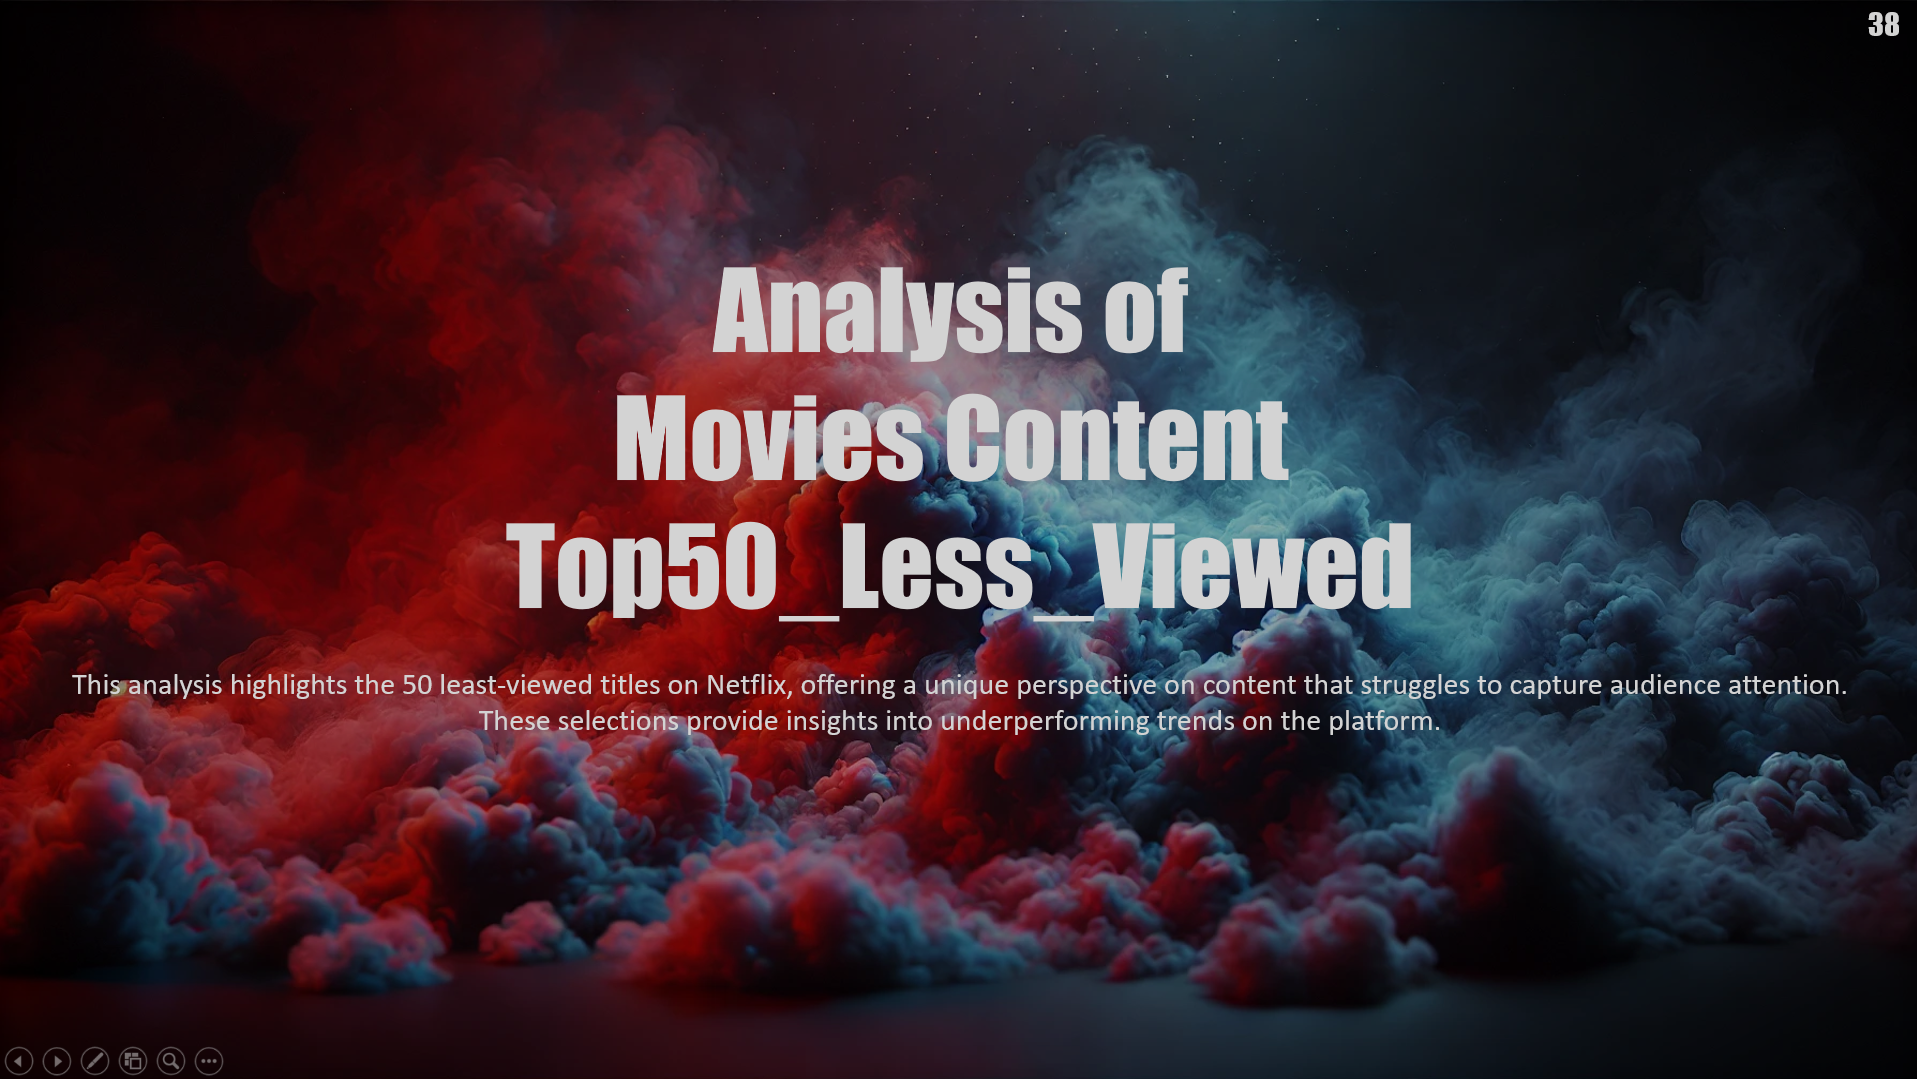 38
Analysis of
Movies Content
Top50_Less_Viewed
This analysis highlights the 50 least-viewed titles on Netflix, offering a unique perspective on content that struggles to capture audience attention.
These selections provide insights into underperforming trends on the platform.